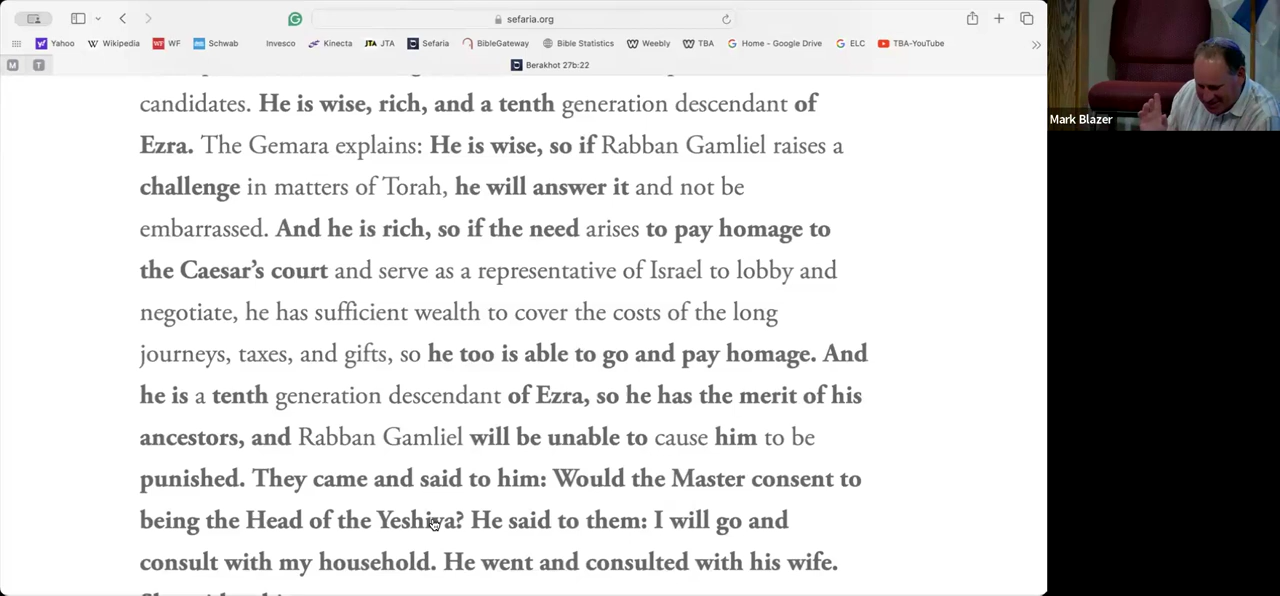 sefaria.org
Yahoo
Wikipedia
WF
WF
Schwab
Invesco
Kinecta
JTA
JTA
Sefaria
BibleGateway
Bible Statistics
Weebly
TBA
Home - Google Drive
ELC
TBA-YouTube
M
T
Berakhot 27b:22
candidates. He is wise, rich, and a tenth generation descendant of
Ezra. The Gemara explains: He is wise, so if Rabban Gamliel raises a
challenge in matters of Torah, he will answer it and not be
embarrassed. And he is rich, so if the need arises to pay homage to
the Caesar’s court and serve as a representative of Israel to lobby and
negotiate, he has sufficient wealth to cover the costs of the long
journeys, taxes, and gifts, so he too is able to go and pay homage. And
he is a tenth generation descendant of Ezra, so he has the merit of his
ancestors, and Rabban Gamliel will be unable to cause him to be
punished. They came and said to him: Would the Master consent to
being the Head of the Yeshiva? He said to them: I will go and
consult with my household. He went and consulted with his wife.
Mark Blazer